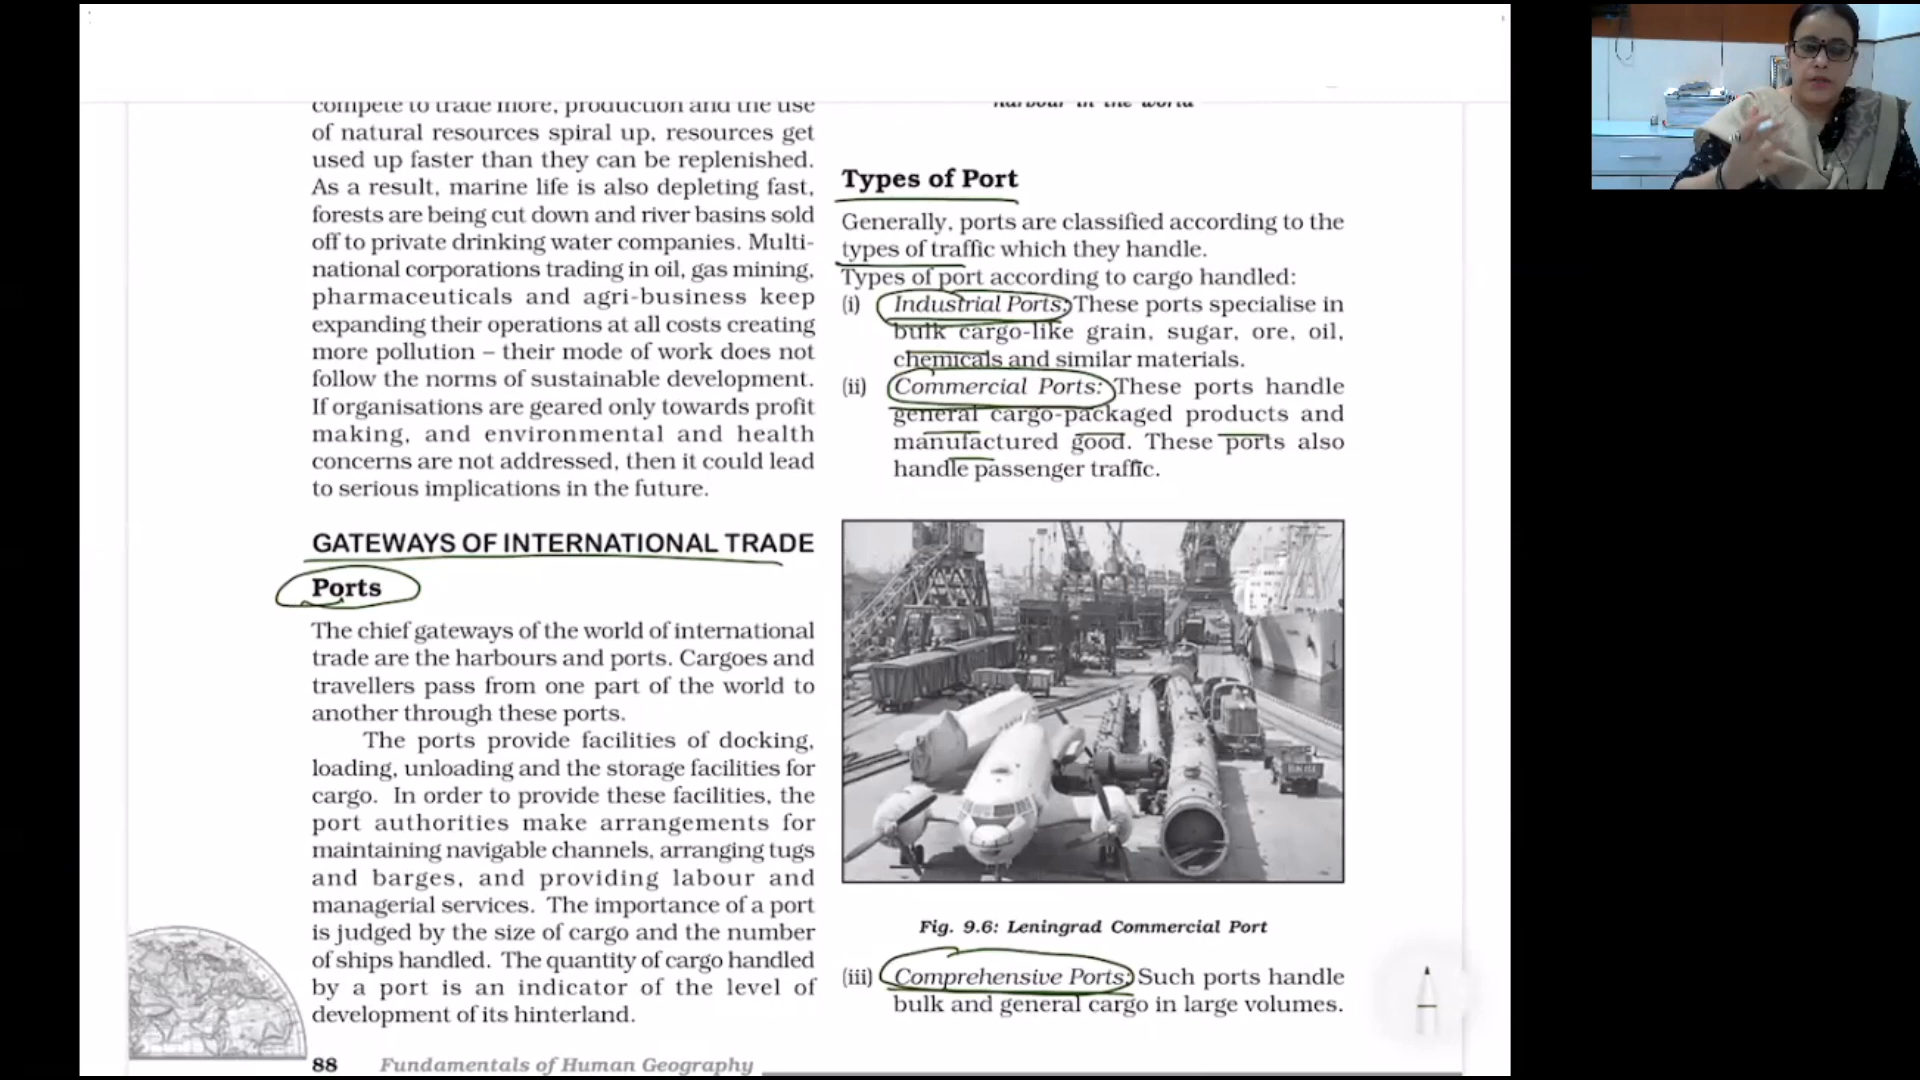 compete to trade more, production and the use
of natural resources spiral up, resources get
used up faster than they can be replenished.
As a result, marine life is also depleting fast,
forests are being cut down and river basins sold
off to private drinking water companies. Multi-
national corporations trading in oil, gas mining,
pharmaceuticals and agri-business keep
expanding their operations at all costs creating
more pollution – their mode of work does not
follow the norms of sustainable development.
If organisations are geared only towards profit
making, and environmental and health
concerns are not addressed, then it could lead
to serious implications in the future.
GATEWAYS OF INTERNATIONAL TRADE
Ports
The chief gateways of the world of international
trade are the harbours and ports. Cargoes and
travellers pass from one part of the world to
another through these ports.
The ports provide facilities of docking,
loading, unloading and the storage facilities for
cargo. In order to provide these facilities, the
port authorities make arrangements for
maintaining navigable channels, arranging tugs
and barges, and providing labour and
managerial services. The importance of a port
is judged by the size of cargo and the number
of ships handled. The quantity of cargo handled
by a port is an indicator of the level of
development of its hinterland.
88 Fundamentals of Human Geography
harbour in the world
Types of Port
Generally, ports are classified according to the
types of traffic which they handle.
Types of port according to cargo handled:
(i) Industrial Ports: These ports specialise in
bulk cargo-like grain, sugar, ore, oil,
chemicals and similar materials.
(ii) Commercial Ports: These ports handle
general cargo-packaged products and
manufactured good. These ports also
handle passenger traffic.
Fig. 9.6: Leningrad Commercial Port
(iii) Comprehensive Ports: Such ports handle
bulk and general cargo in large volumes.